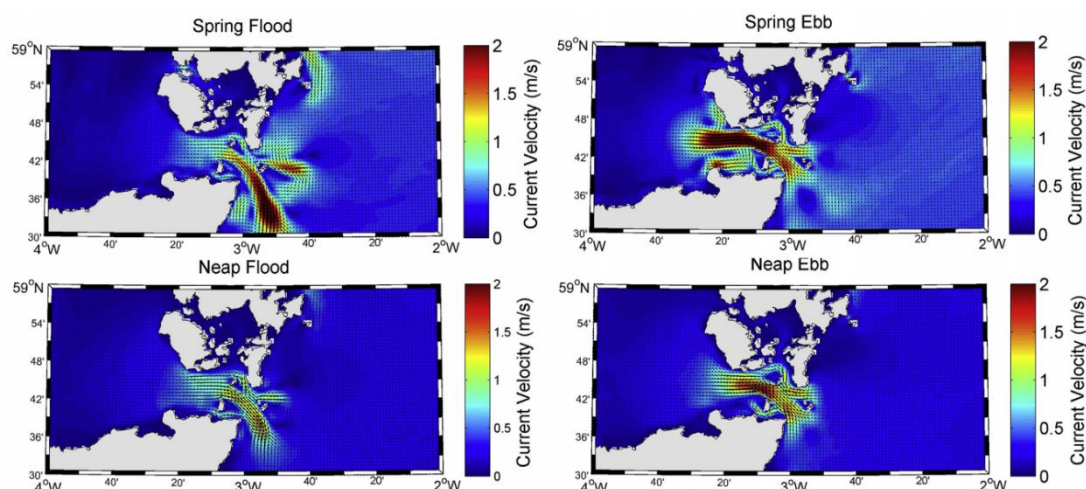 Spring Flood
59°N
54'
48'
42'
36'
30'
4°W
40'
20'
3°W
40'
20'
2°W
2
1.5
1
0.5
0
Current Velocity (m/s)
Spring Ebb
59°N
54'
48'
42'
36'
30'
4°W
40'
20'
3°W
40'
20'
2°W
2
1.5
1
0.5
0
Current Velocity (m/s)
Neap Flood
59°N
54'
48'
42'
36'
30'
4°W
40'
20'
3°W
40'
20'
2°W
2
1.5
1
0.5
0
Current Velocity (m/s)
Neap Ebb
59°N
54'
48'
42'
36'
30'
4°W
40'
20'
3°W
40'
20'
2°W
2
1.5
1
0.5
0
Current Velocity (m/s)